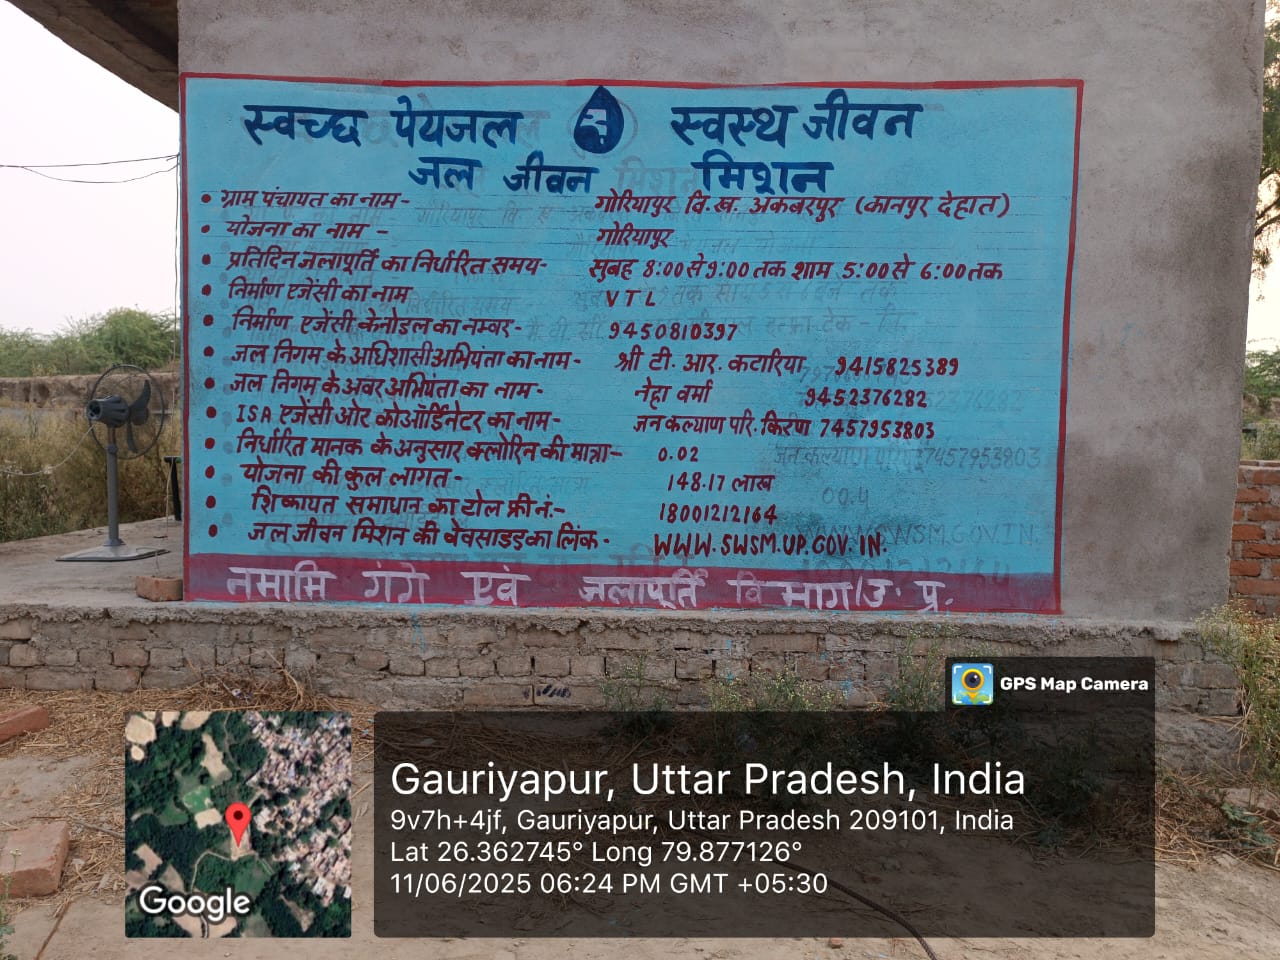 स्वच्छ पेयजल स्वस्थ जीवन
जल जीवन मिशन
• ग्राम पंचायत का नाम - गोरियापुर वि.ख. अकबरपुर (कानपुर देहात)
• योजना का नाम - गोरियापुर
• प्रतिदिन जलापूर्ति का निर्धारित समय- सुबह 8:00 से 9:00 तक शाम 5:00 से 6:00 तक
• निर्माण एजेंसी का नाम VTL
• निर्माण एजेंसी के नोडल का नम्बर- 9450810397
• जल निगम के अधिशासी अभियंता का नाम- श्री टी. आर. कटारिया 9415825389
• जल निगम के अवर अभियंता का नाम- नेहा वर्मा 9452376282
• ISA एजेंसी ओर कोऑर्डिनेटर का नाम- जन कल्याण परि. किरण 7457953803
• निर्धारित मानक के अनुसार क्लोरिन की मात्रा- 0.02
• योजना की कुल लागत- 148.17 लाख
• शिकायत समाधान का टोल फ्री नं.- 18001212164
• जल जीवन मिशन की वेवसाइड का लिंक- WWW.SWSM.UP.GOV.IN.
नमामि गंगे एवं जलापूर्ति विभाग/उ. प्र.
GPS Map Camera
Gauriyapur, Uttar Pradesh, India
9v7h+4jf, Gauriyapur, Uttar Pradesh 209101, India
Lat 26.362745° Long 79.877126°
11/06/2025 06:24 PM GMT +05:30
Google